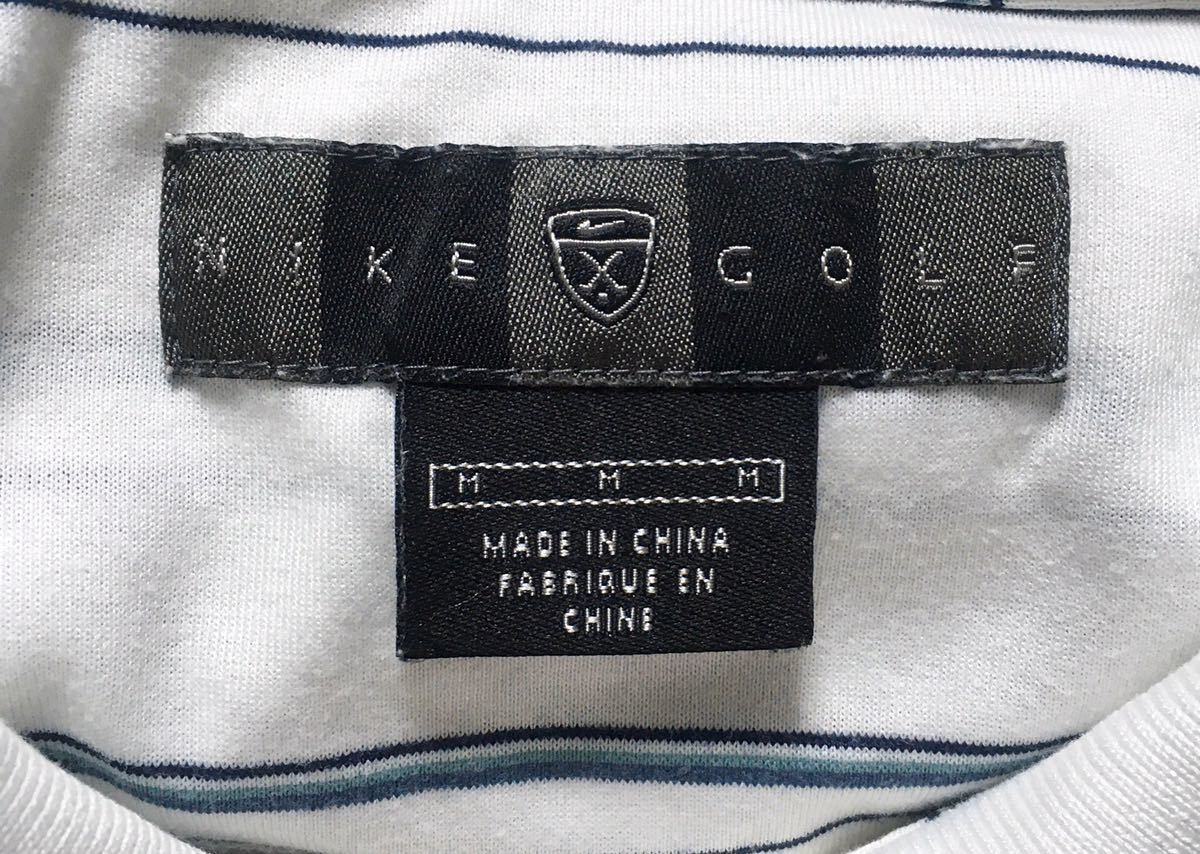 NIKE GOLF
M M M
MADE IN CHINA
FABRIQUE EN
CHINE